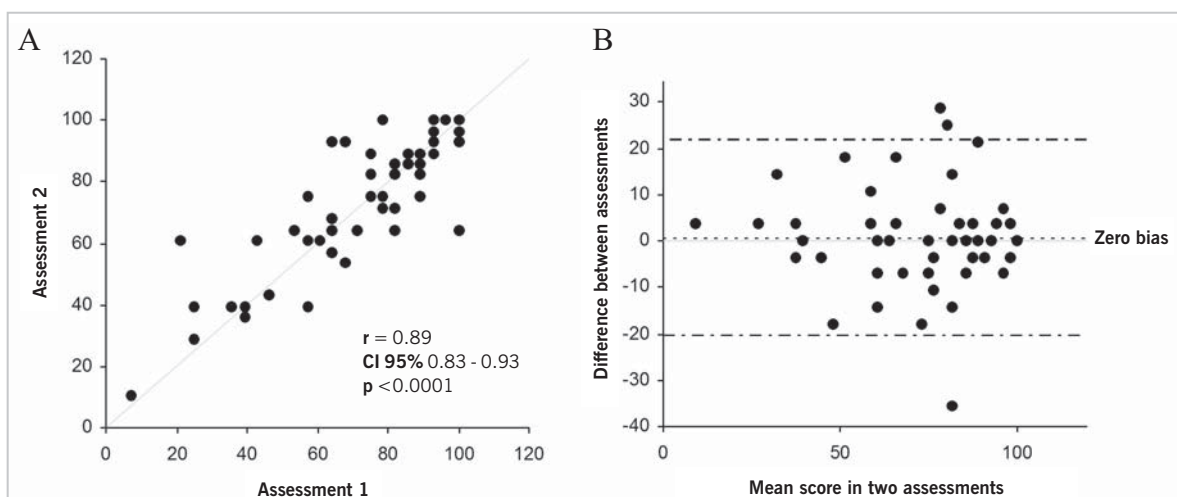 A
120
100
80
60
40
20
0
0 20 40 60 80 100 120
Assessment 2
Assessment 1
r = 0.89
CI 95% 0.83 - 0.93
p <0.0001
B
30
20
10
0
-10
-20
-30
-40
0 50 100
Difference between assessments
Mean score in two assessments
Zero bias